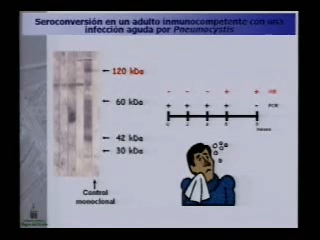 Seroconversión en un adulto inmunocompetente con una
infección aguda por Pneumocystis
120 kDa
60 kDa
42 kDa
30 kDa
Control
monoclonal
- - - + +
+ + + + - PCR